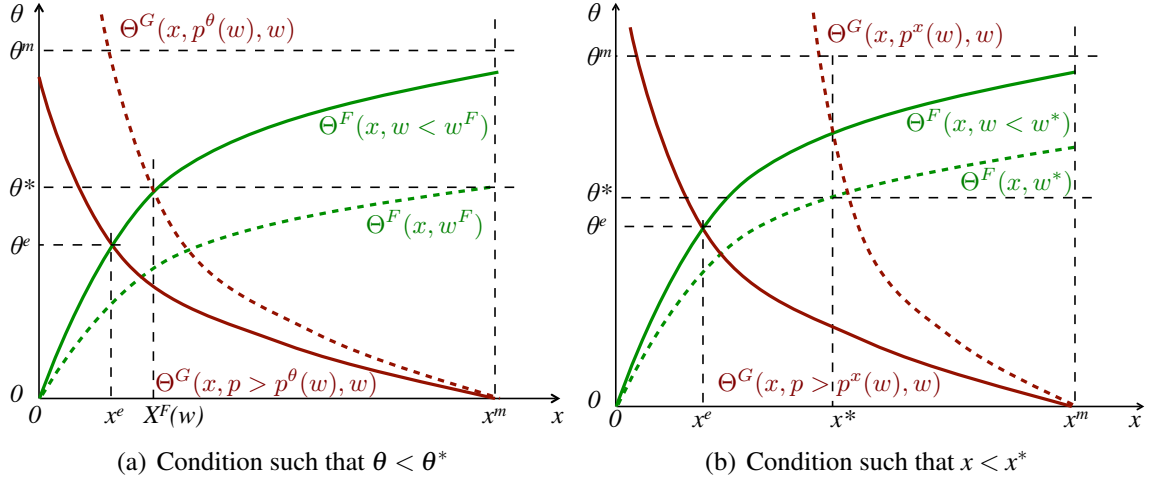 θ
Θ^G(x, p^θ(w), w)
θ^m
Θ^F(x, w < w^F)
θ*
Θ^F(x, w^F)
θ^e
Θ^G(x, p > p^θ(w), w)
0
0
x^e
X^F(w)
x^m
x
(a) Condition such that θ < θ*
θ
Θ^G(x, p^x(w), w)
θ^m
Θ^F(x, w < w*)
Θ^F(x, w*)
θ*
θ^e
Θ^G(x, p > p^x(w), w)
0
0
x^e
x*
x^m
x
(b) Condition such that x < x*